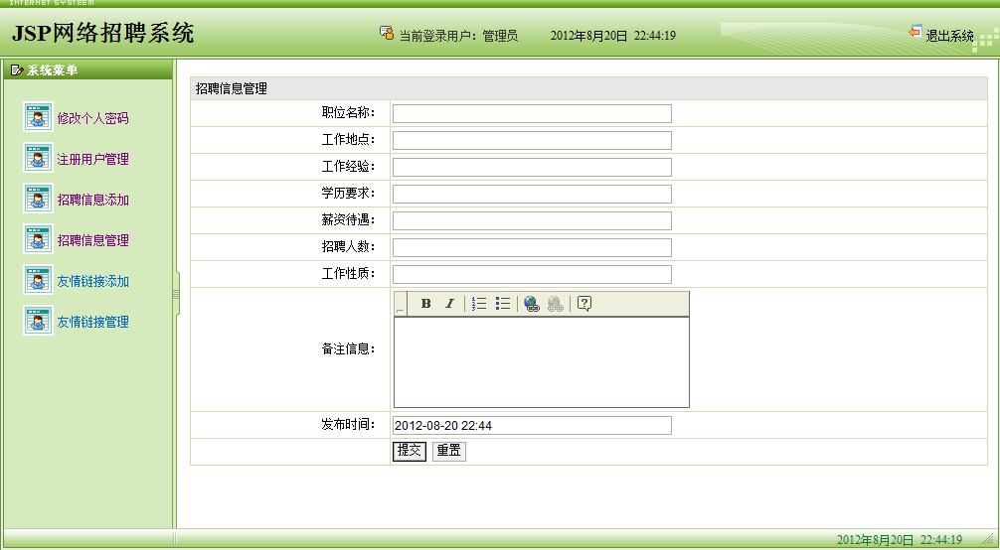 INTERNET SYSTEEM
JSP网络招聘系统
当前登录用户：管理员 2012年8月20日 22:44:19
退出系统
系统菜单
修改个人密码
注册用户管理
招聘信息添加
招聘信息管理
友情链接添加
友情链接管理
招聘信息管理
职位名称：
工作地点：
工作经验：
学历要求：
薪资待遇：
招聘人数：
工作性质：
B I
备注信息：
发布时间： 2012-08-20 22:44
提交 重置
2012年8月20日 22:44:19